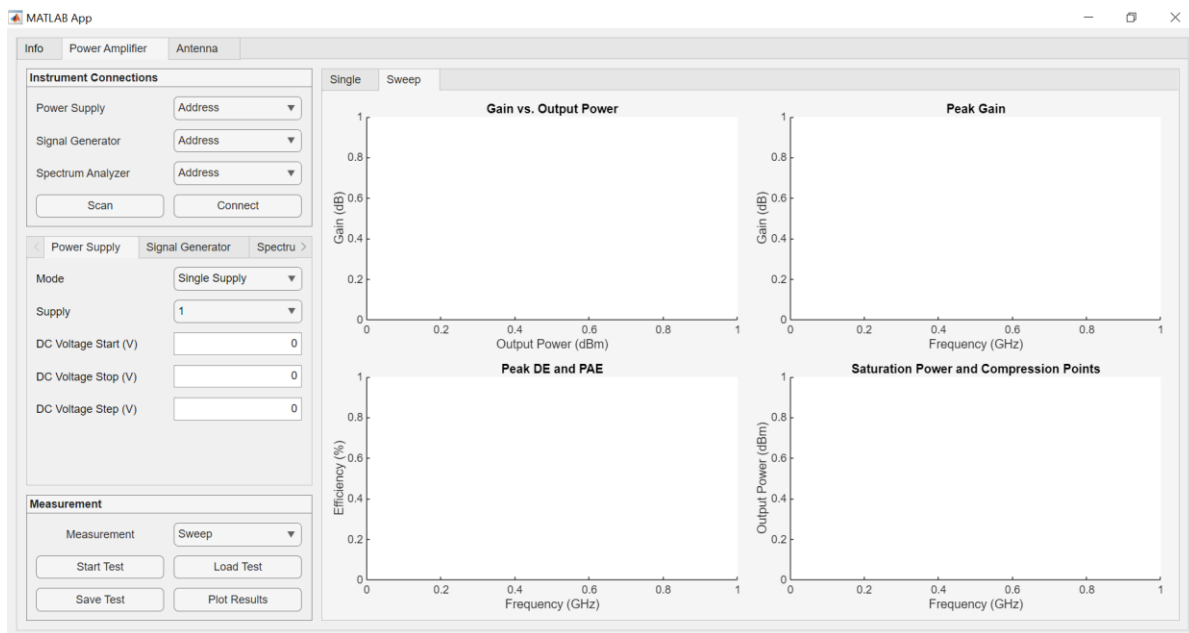 MATLAB App
Info Power Amplifier Antenna
Instrument Connections
Power Supply Address
Signal Generator Address
Spectrum Analyzer Address
Scan Connect
Power Supply Signal Generator Spectru
Mode Single Supply
Supply 1
DC Voltage Start (V) 0
DC Voltage Stop (V) 0
DC Voltage Step (V) 0
Measurement
Measurement Sweep
Start Test Load Test
Save Test Plot Results
Single Sweep
Gain vs. Output Power
Gain (dB)
1
0.8
0.6
0.4
0.2
0
0 0.2 0.4 0.6 0.8 1
Output Power (dBm)
Peak Gain
Gain (dB)
1
0.8
0.6
0.4
0.2
0
0 0.2 0.4 0.6 0.8 1
Frequency (GHz)
Peak DE and PAE
Efficiency (%)
1
0.8
0.6
0.4
0.2
0
0 0.2 0.4 0.6 0.8 1
Frequency (GHz)
Saturation Power and Compression Points
Output Power (dBm)
1
0.8
0.6
0.4
0.2
0
0 0.2 0.4 0.6 0.8 1
Frequency (GHz)